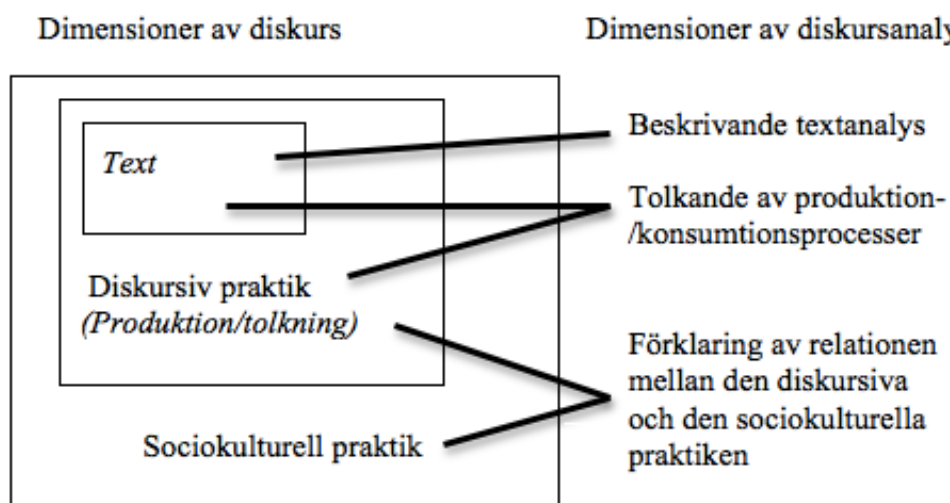 Dimensioner av diskurs
Dimensioner av diskursanaly
Text
Diskursiv praktik
(Produktion/tolkning)
Sociokulturell praktik
Beskrivande textanalys
Tolkande av produktion-
/konsumtionsprocesser
Förklaring av relationen
mellan den diskursiva
och den sociokulturella
praktiken